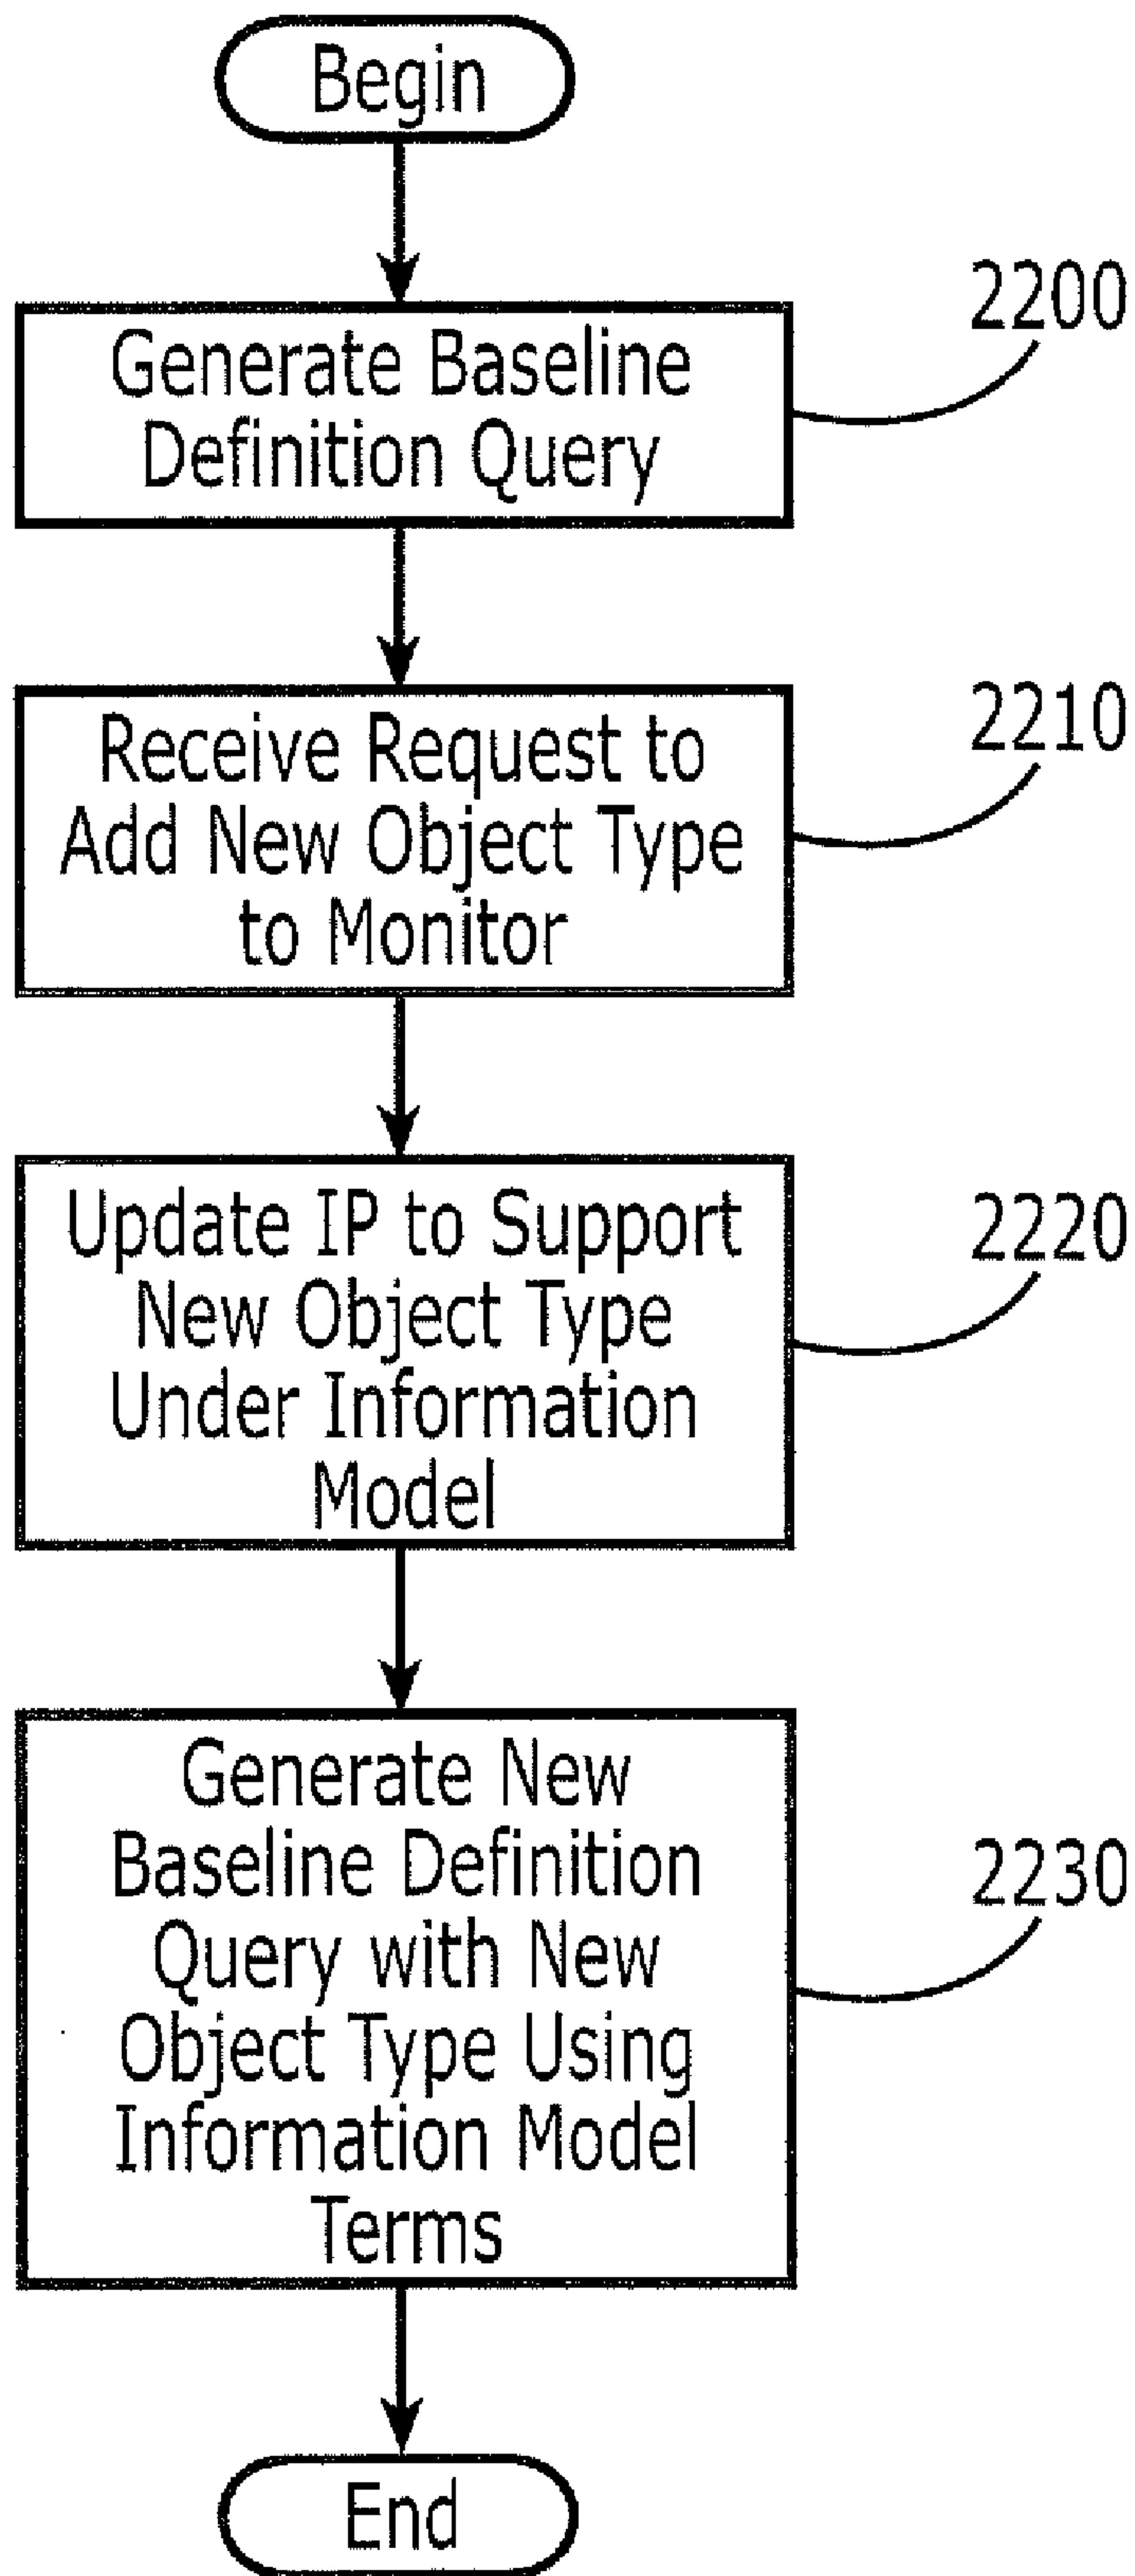 Begin
2200
Generate Baseline
Definition Query
2210
Receive Request to
Add New Object Type
to Monitor
2220
Update IP to Support
New Object Type
Under Information
Model
2230
Generate New
Baseline Definition
Query with New
Object Type Using
Information Model
Terms
End